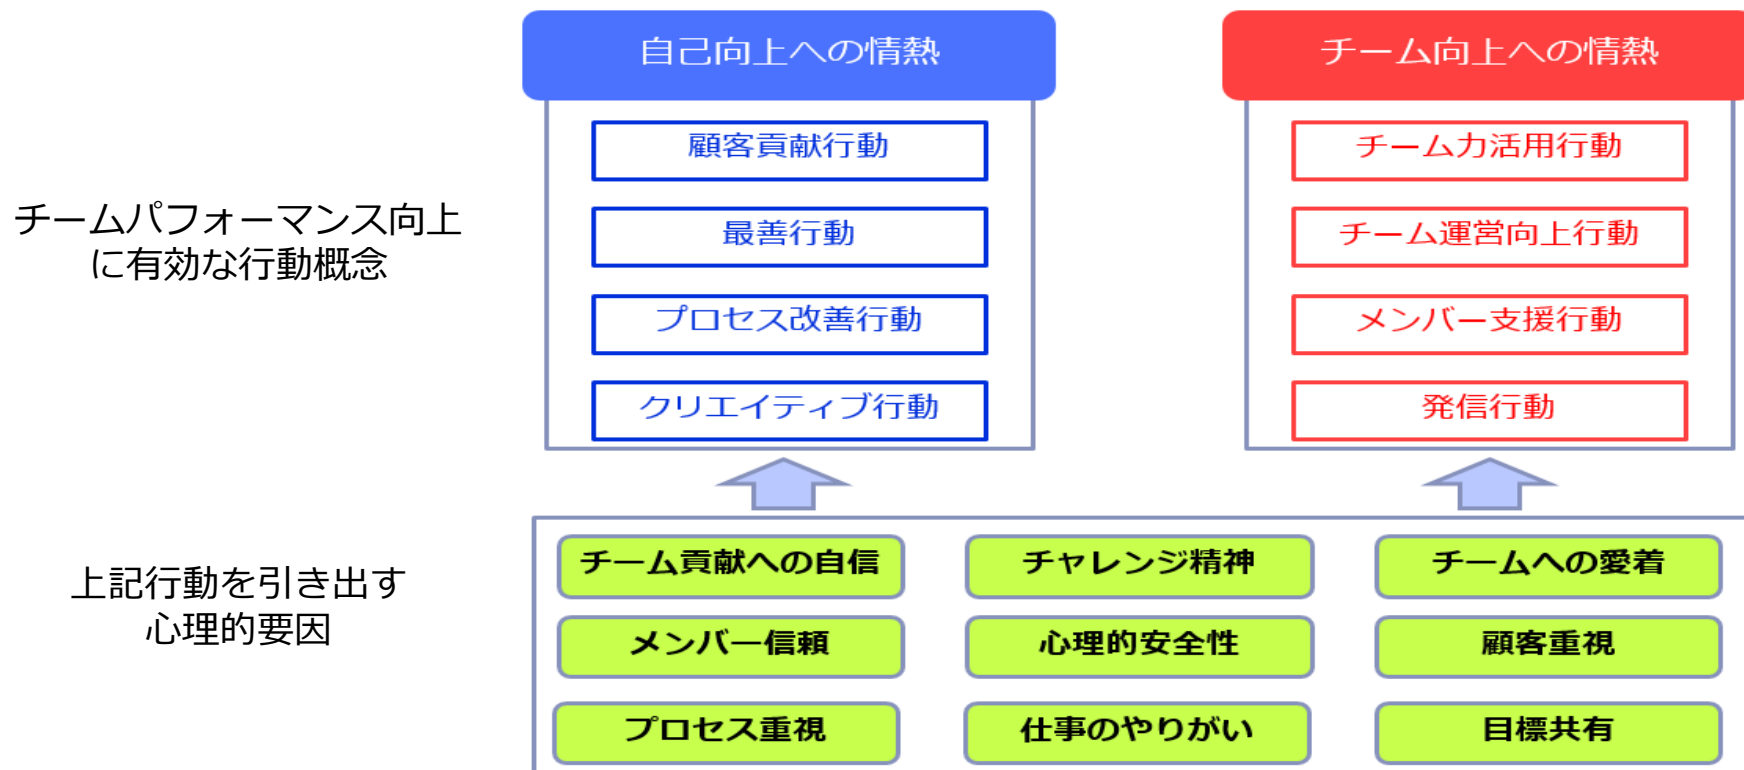 自己向上への情熱
チーム向上への情熱
顧客貢献行動
チーム力活用行動
チームパフォーマンス向上
に有効な行動概念
最善行動
チーム運営向上行動
プロセス改善行動
メンバー支援行動
クリエイティブ行動
発信行動
上記行動を引き出す
心理的要因
チーム貢献への自信
チャレンジ精神
チームへの愛着
メンバー信頼
心理的安全性
顧客重視
プロセス重視
仕事のやりがい
目標共有